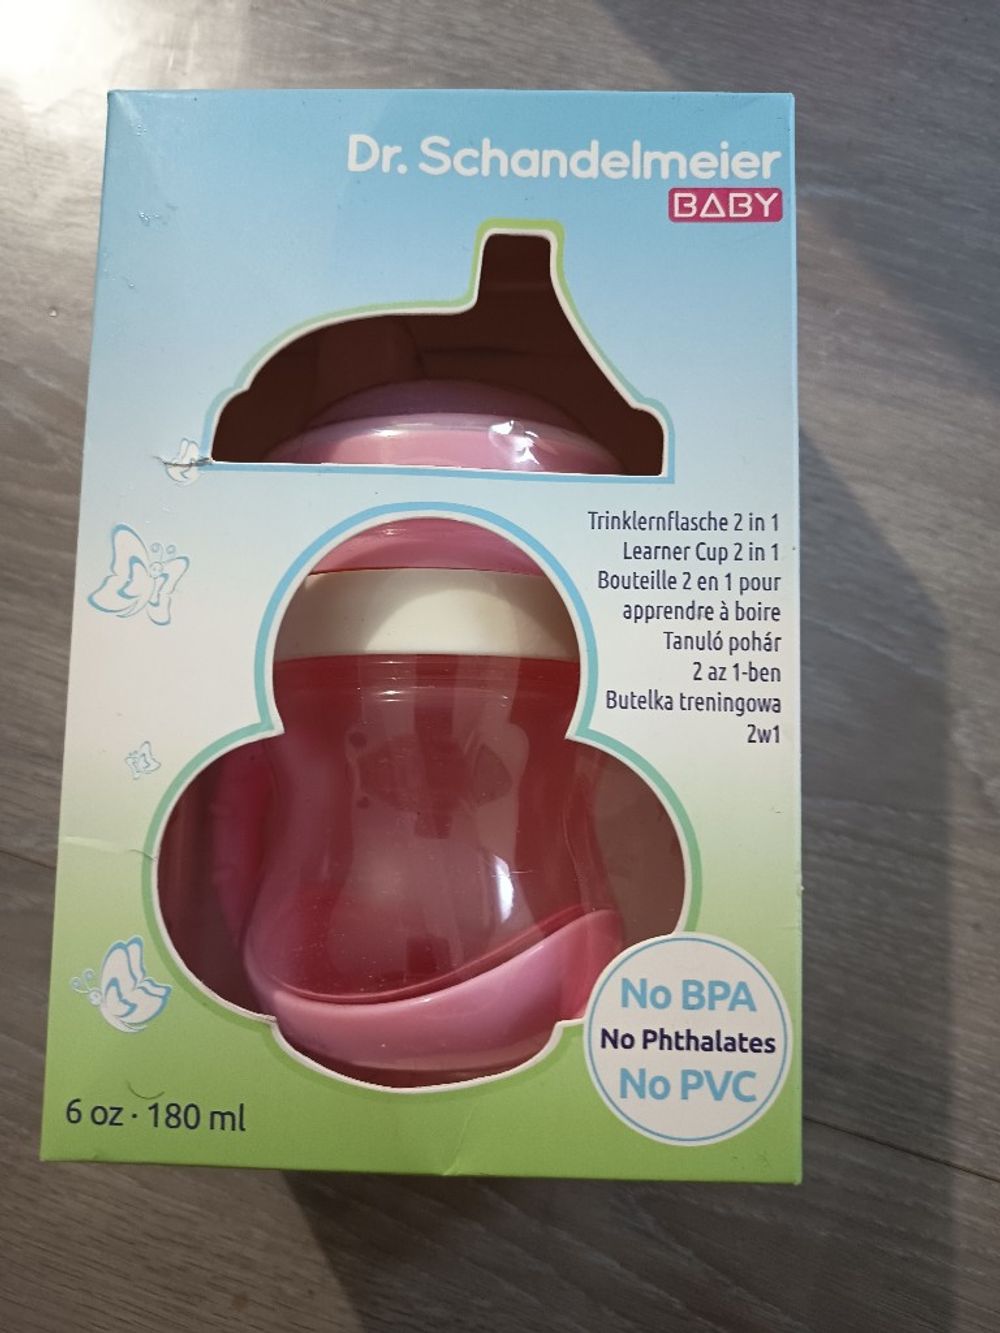 Dr. Schandelmeier
BABY
Trinklernflasche 2 in 1
Learner Cup 2 in 1
Bouteille 2 en 1 pour
apprendre à boire
Tanuló pohár
2 az 1-ben
Butelka treningowa
2w1
No BPA
No Phthalates
No PVC
6 oz · 180 ml